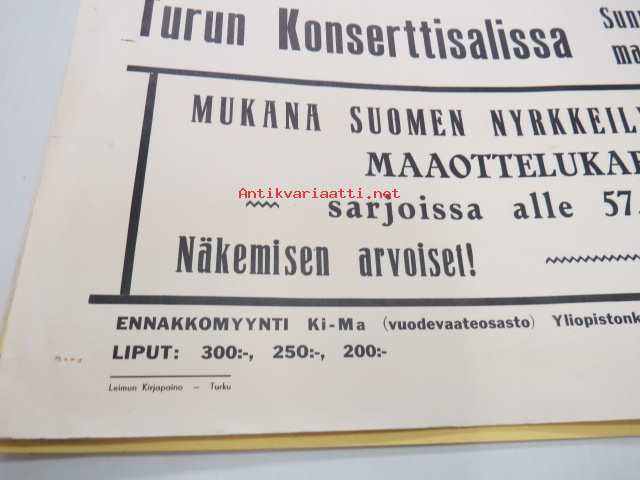 Turun Konserttisalissa
MUKANA SUOMEN NYRKKEIL
MAAOTTELUKA
Antikvariaatti.net
sarjoissa alle 57
Näkemisen arvoiset!
ENNAKKOMYYNTI Ki-Ma (vuodevaateosasto) Yliopistonk
LIPUT: 300:-, 250:-, 200:-
Leimun Kirjapaino – Turku